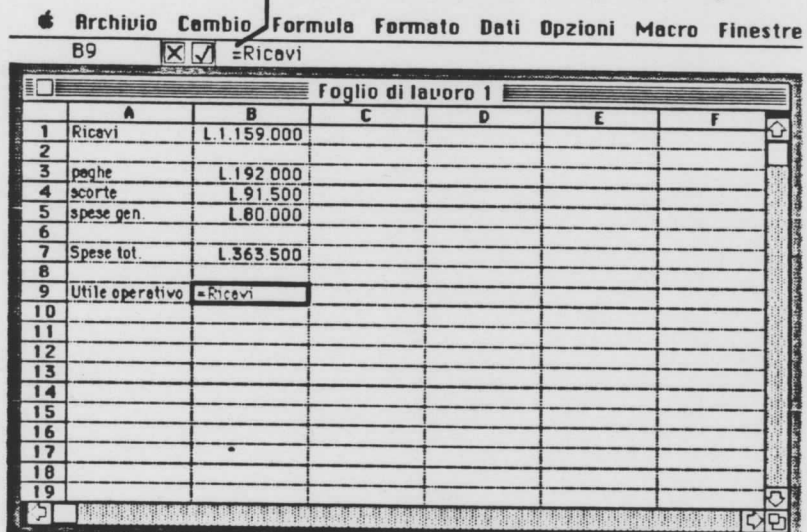 Archivio Cambio Formula Formato Dati Opzioni Macro Finestre
B9 =Ricavi
Foglio di lavoro 1
A B C D E F
1 Ricavi L.1.159.000
2
3 paghe L.192 000
4 scorte L.91.500
5 spese gen. L.80.000
6
7 Spese tot. L.363.500
8
9 Utile operativo =Ricavi
10
11
12
13
14
15
16
17
18
19